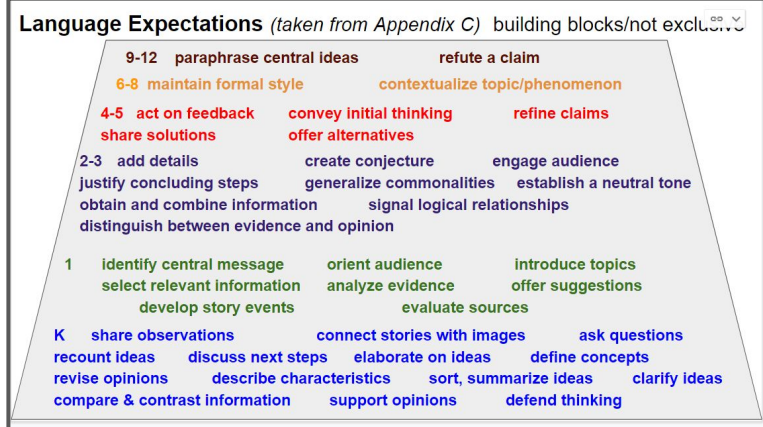 Language Expectations (taken from Appendix C) building blocks/not exclusive
9-12 paraphrase central ideas refute a claim
6-8 maintain formal style contextualize topic/phenomenon
4-5 act on feedback convey initial thinking refine claims
share solutions offer alternatives
2-3 add details create conjecture engage audience
justify concluding steps generalize commonalities establish a neutral tone
obtain and combine information signal logical relationships
distinguish between evidence and opinion
1 identify central message orient audience introduce topics
select relevant information analyze evidence offer suggestions
develop story events evaluate sources
K share observations connect stories with images ask questions
recount ideas discuss next steps elaborate on ideas define concepts
revise opinions describe characteristics sort, summarize ideas clarify ideas
compare & contrast information support opinions defend thinking